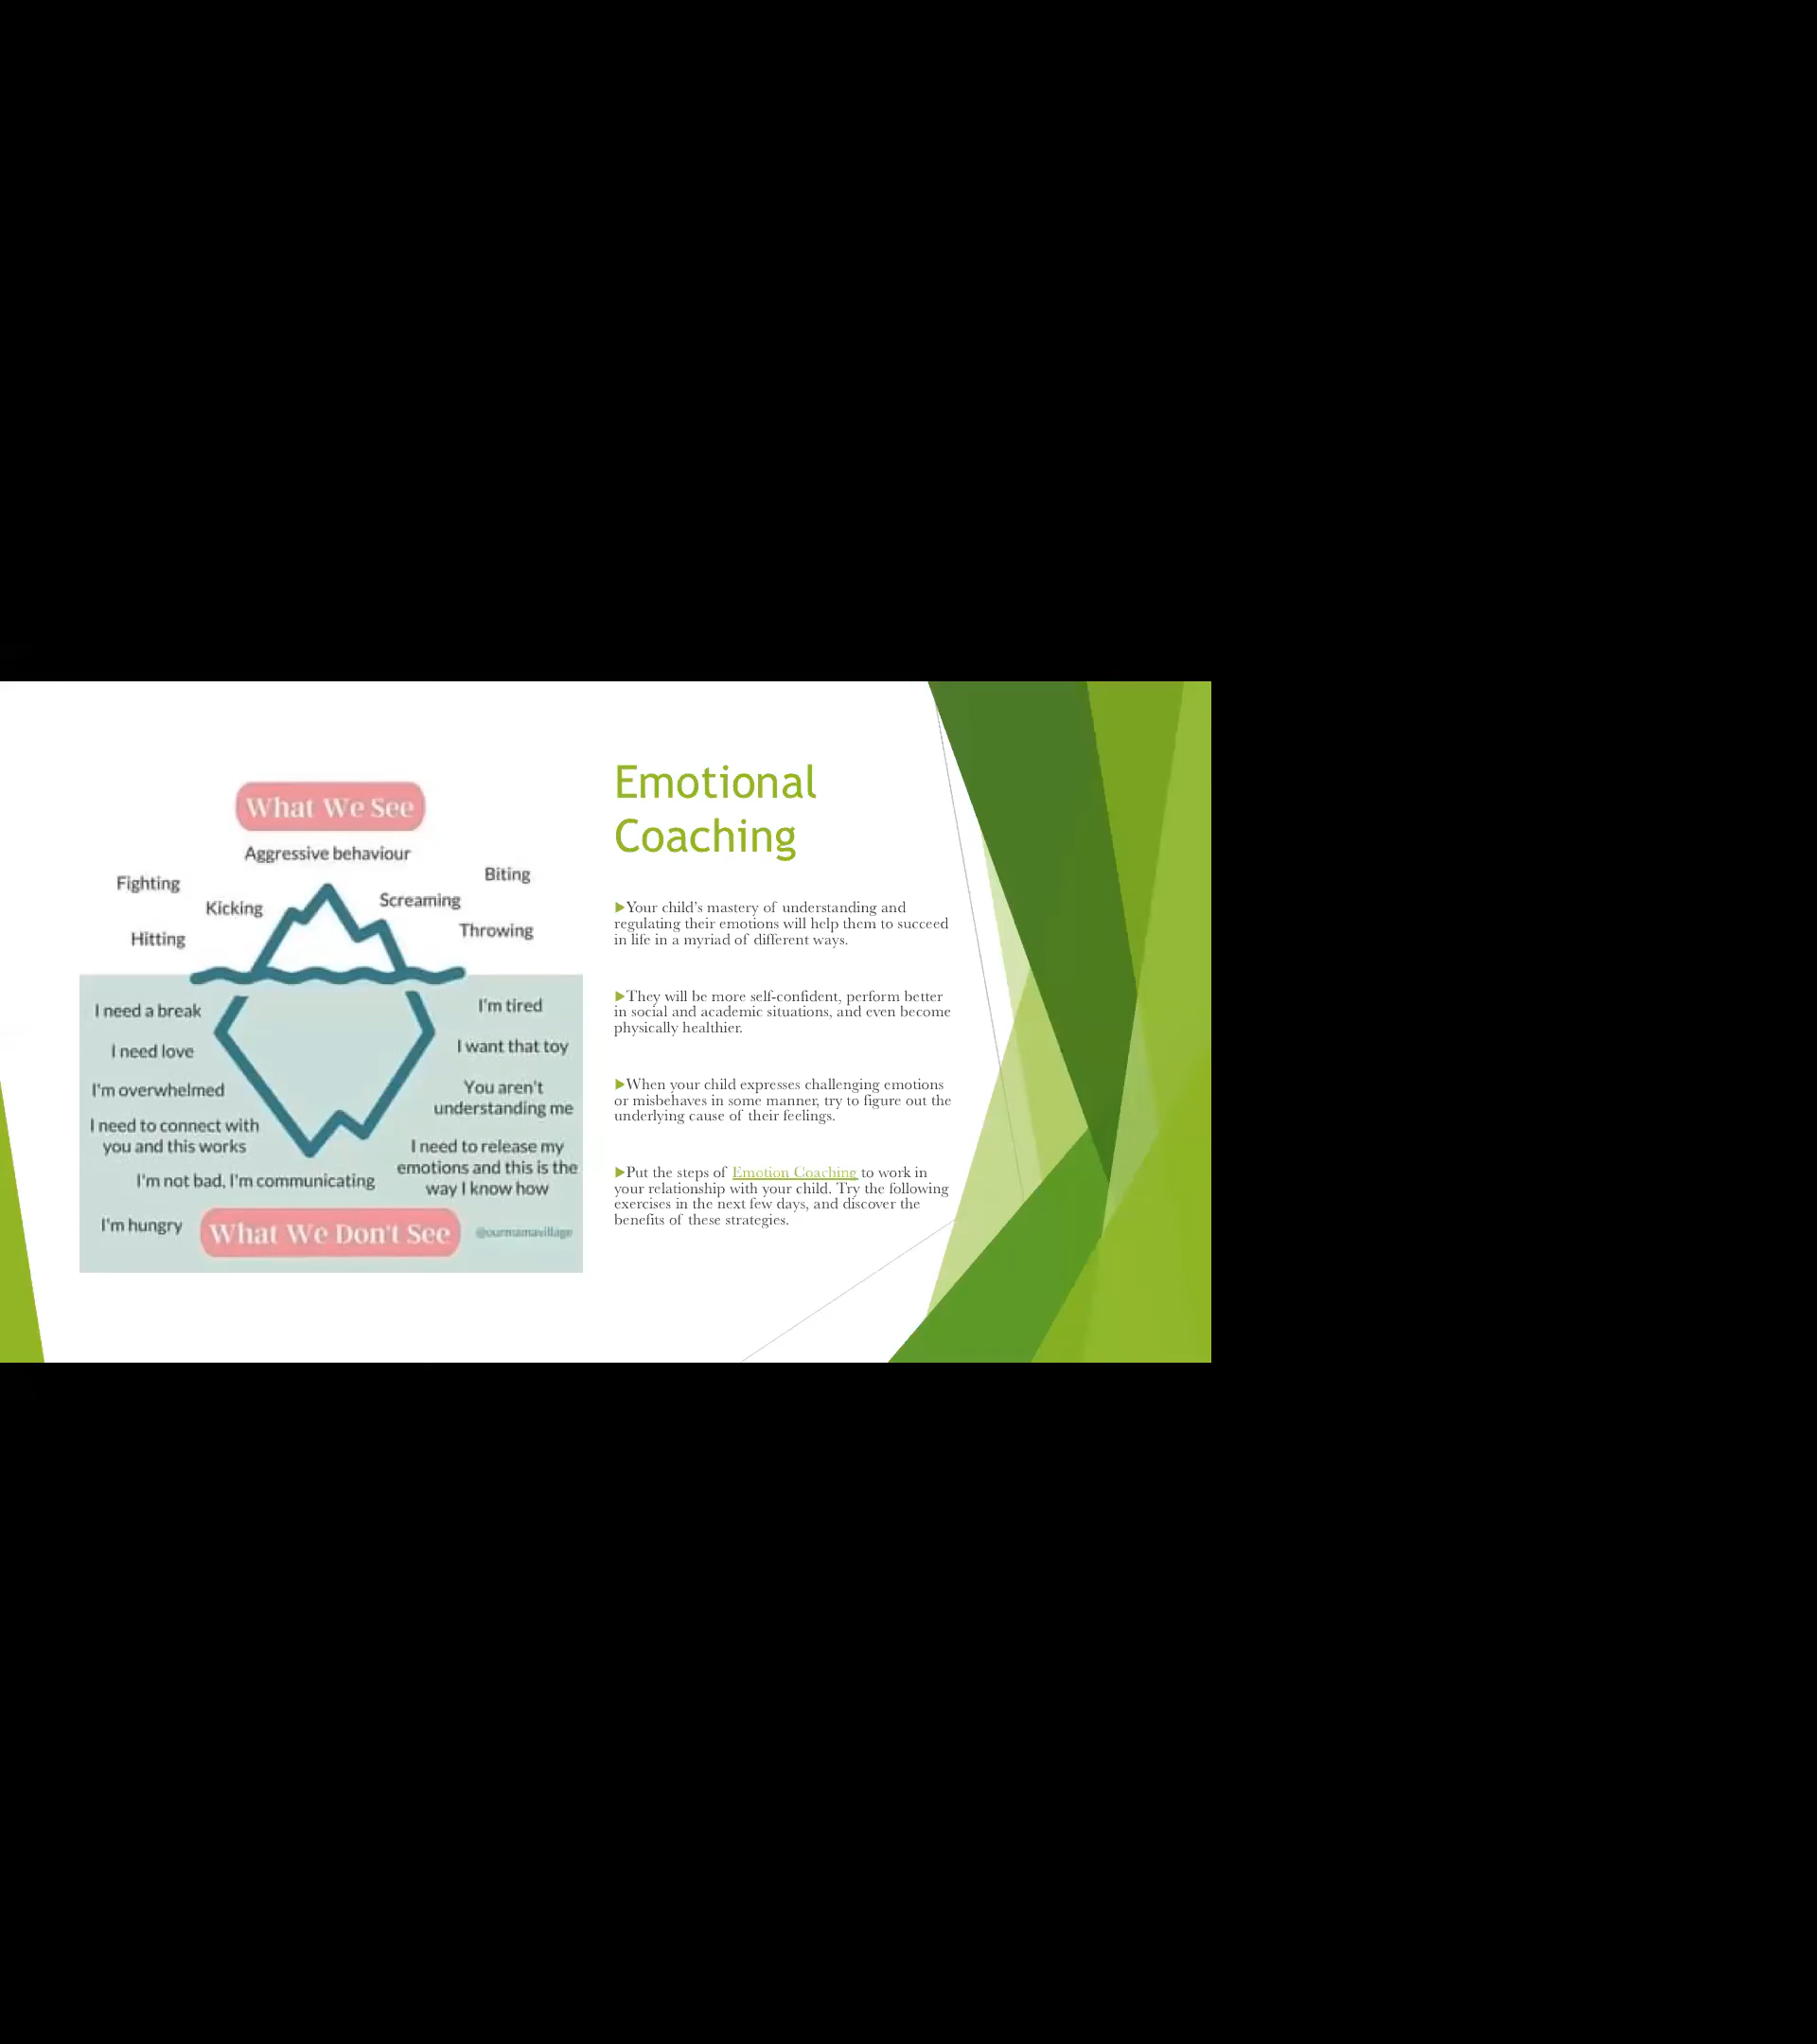 What We See
Aggressive behaviour
Fighting
Biting
Kicking
Screaming
Hitting
Throwing
I need a break
I'm tired
I need love
I want that toy
I'm overwhelmed
You aren't
understanding me
I need to connect with
you and this works
I need to release my
emotions and this is the
way I know how
I'm not bad, I'm communicating
I'm hungry
What We Don't See
@ourmamavillage
Emotional
Coaching
▶Your child’s mastery of understanding and
regulating their emotions will help them to succeed
in life in a myriad of different ways.
▶They will be more self-confident, perform better
in social and academic situations, and even become
physically healthier.
▶When your child expresses challenging emotions
or misbehaves in some manner, try to figure out the
underlying cause of their feelings.
▶Put the steps of Emotion Coaching to work in
your relationship with your child. Try the following
exercises in the next few days, and discover the
benefits of these strategies.